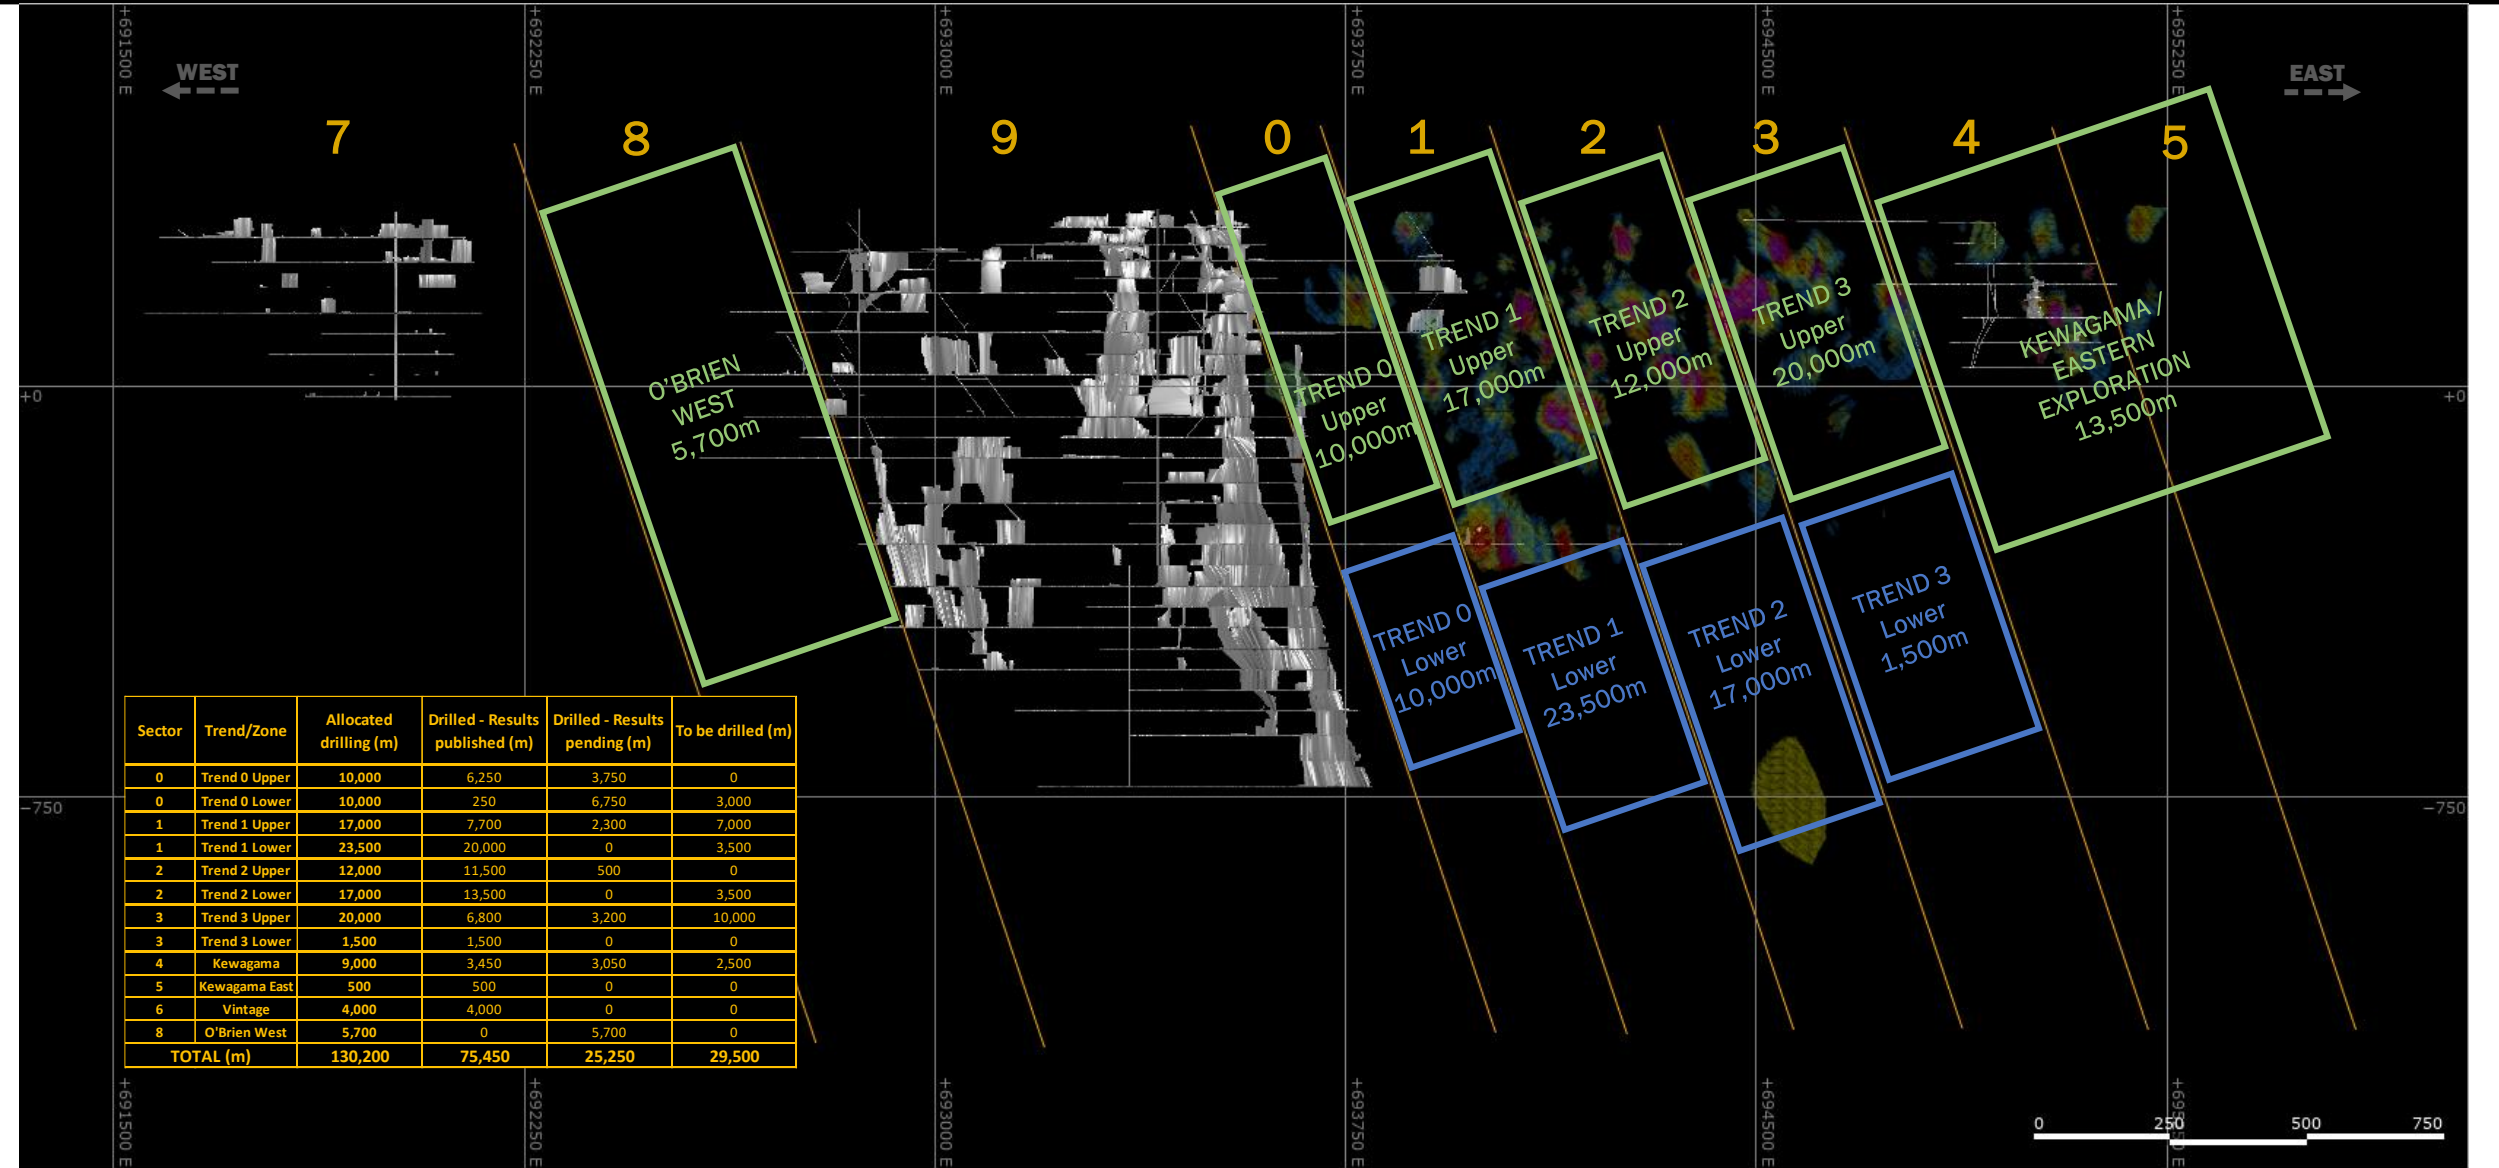 +691500 E
+692250 E
+693000 E
+693750 E
+694500 E
+695250 E
WEST
EAST
7
8
9
0
1
2
3
4
5
O'BRIEN
WEST
5,700m
TREND 0
Upper
10,000m
TREND 1
Upper
17,000m
TREND 2
Upper
12,000m
TREND 3
Upper
20,000m
KEWAGAMA /
EASTERN
EXPLORATION
13,500m
+0
+0
TREND 0
Lower
10,000m
TREND 1
Lower
23,500m
TREND 2
Lower
17,000m
TREND 3
Lower
1,500m
-750
-750
Sector Trend/Zone Allocated drilling (m) Drilled - Results published (m) Drilled - Results pending (m) To be drilled (m)
0 Trend 0 Upper 10,000 6,250 3,750 0
0 Trend 0 Lower 10,000 250 6,750 3,000
1 Trend 1 Upper 17,000 7,700 2,300 7,000
1 Trend 1 Lower 23,500 20,000 0 3,500
2 Trend 2 Upper 12,000 11,500 500 0
2 Trend 2 Lower 17,000 13,500 0 3,500
3 Trend 3 Upper 20,000 6,800 3,200 10,000
3 Trend 3 Lower 1,500 1,500 0 0
4 Kewagama 9,000 3,450 3,050 2,500
5 Kewagama East 500 500 0 0
6 Vintage 4,000 4,000 0 0
8 O'Brien West 5,700 0 5,700 0
TOTAL (m) 130,200 75,450 25,250 29,500
+691500 E
+692250 E
+693000 E
+693750 E
+694500 E
+695250 E
0 250 500 750